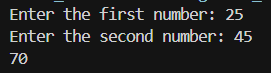 Enter the first number: 25
Enter the second number: 45
70